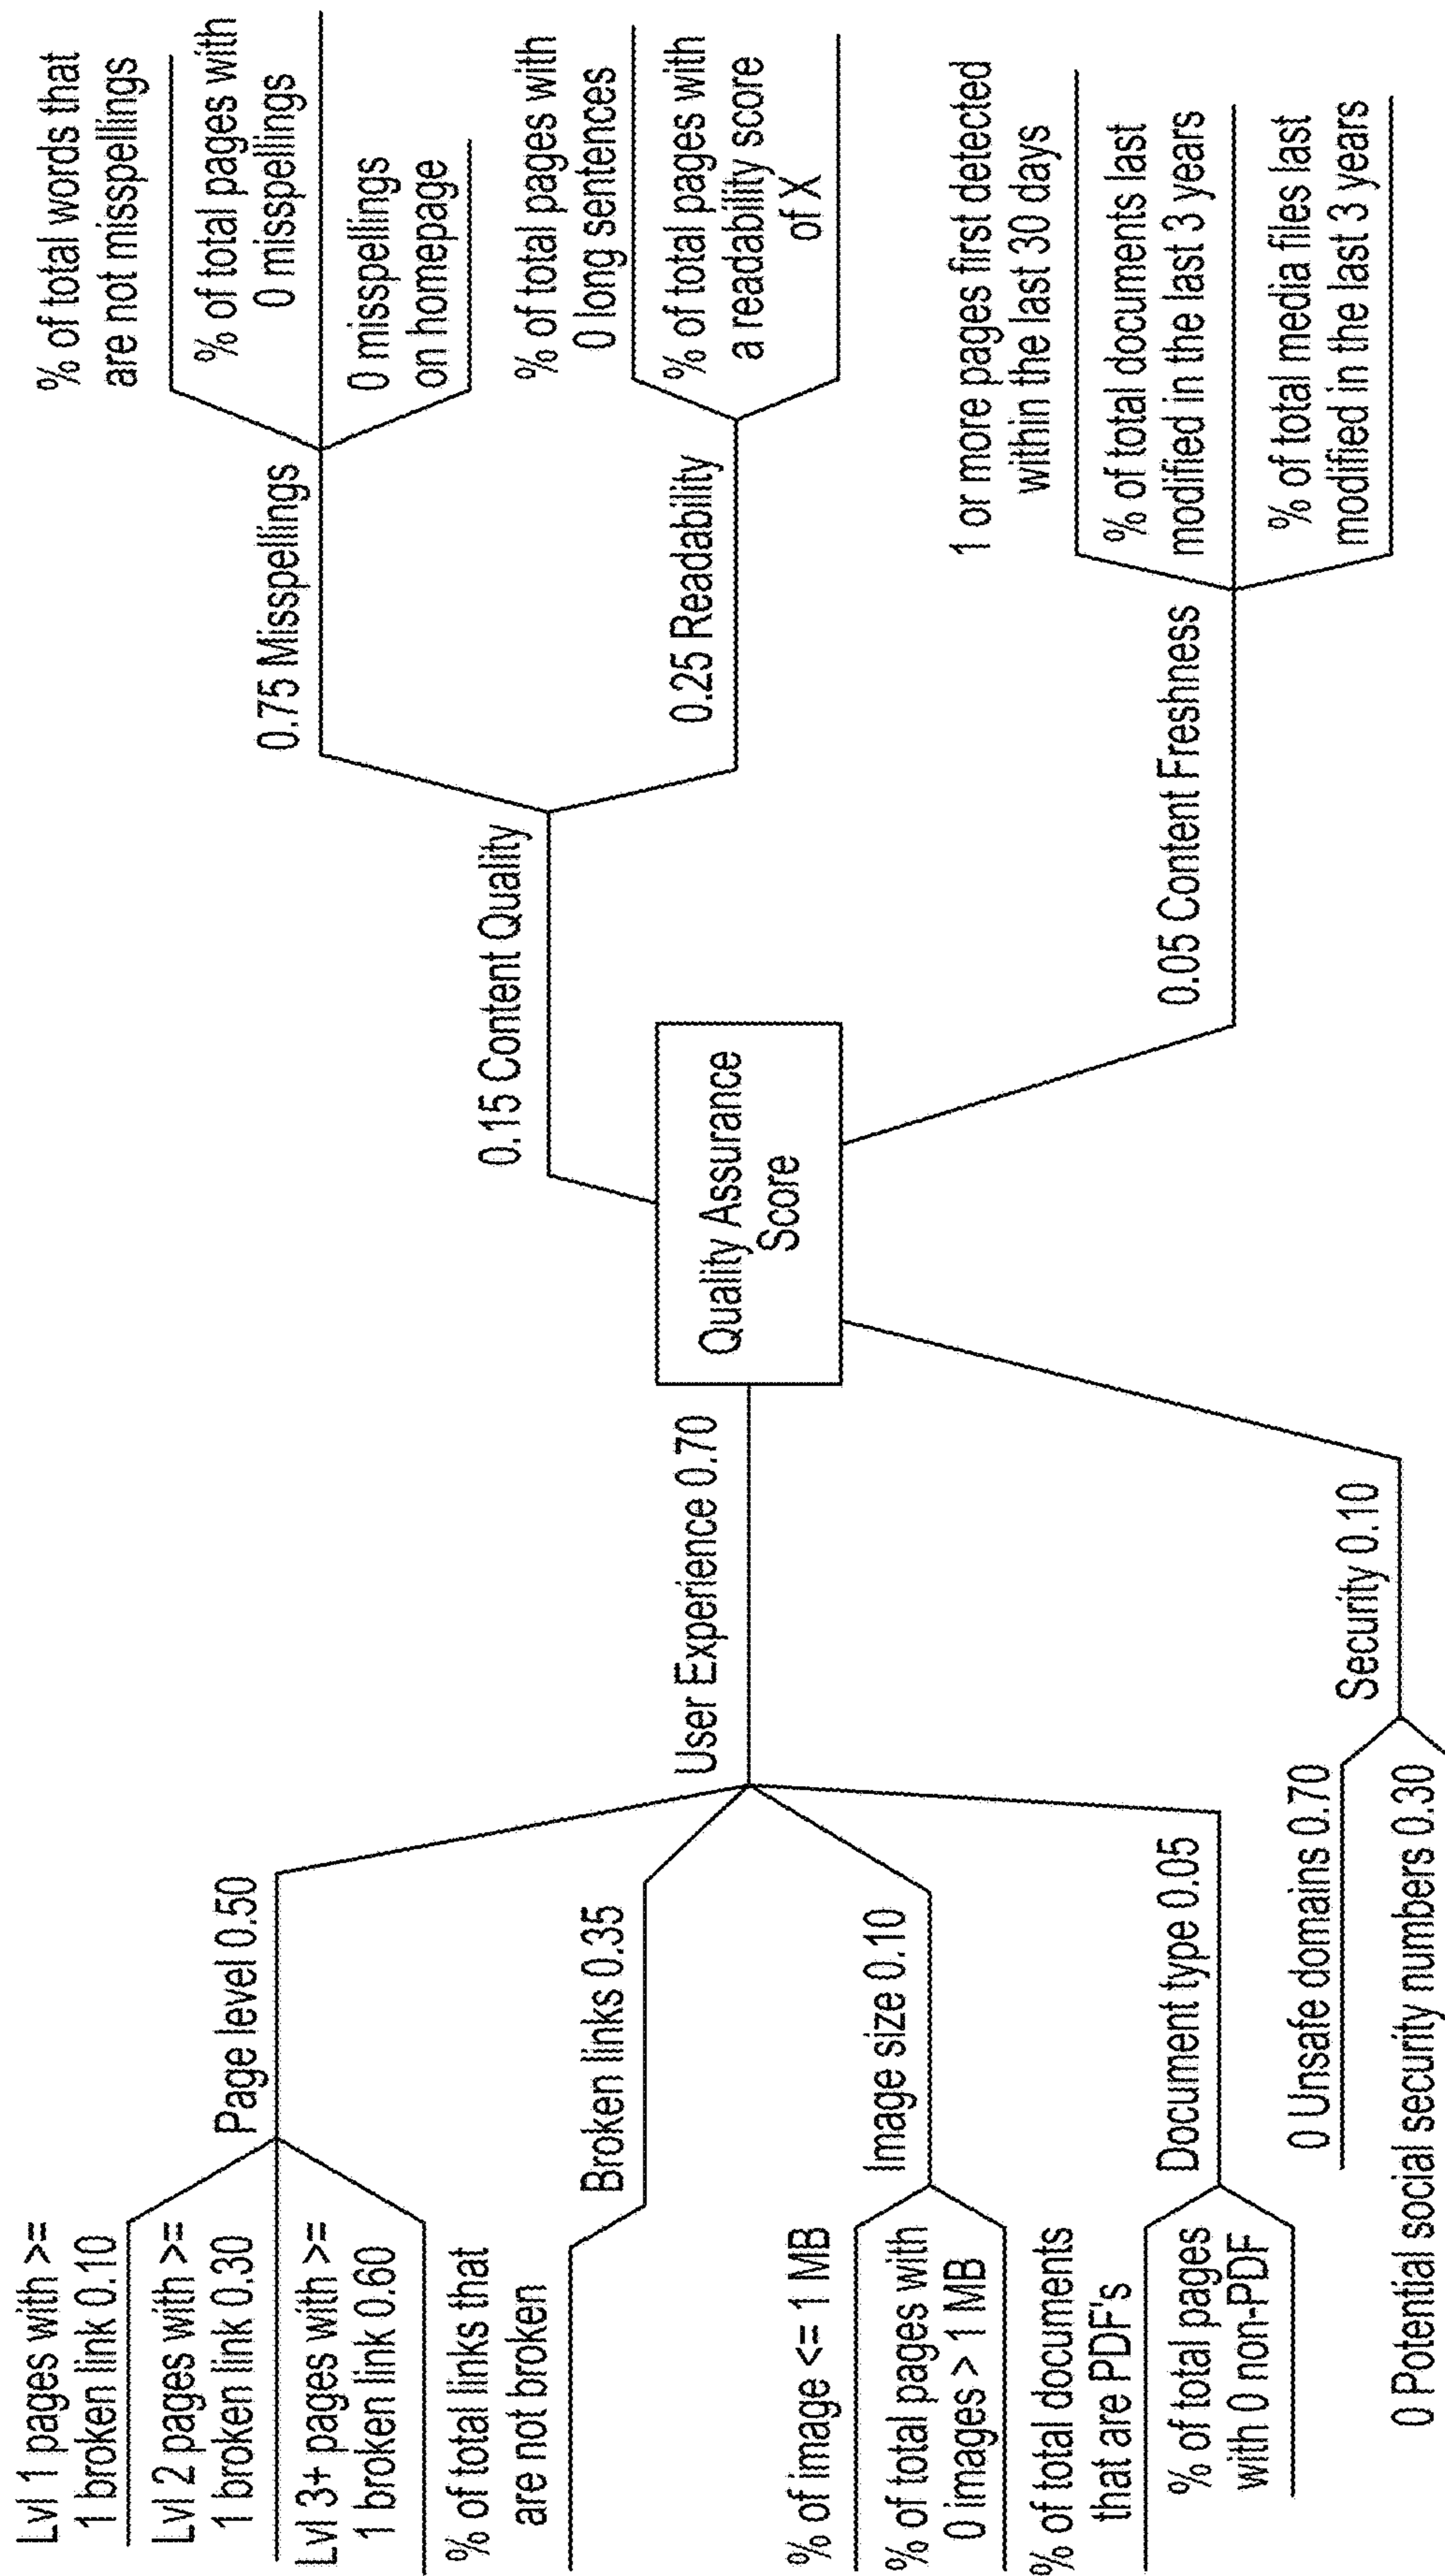 Lvl 1 pages with >=
1 broken link 0.10
Lvl 2 pages with >=
1 broken link 0.30
Lvl 3+ pages with >=
1 broken link 0.60
Page level 0.50
% of total links that
are not broken
Broken links 0.35
% of image <= 1 MB
% of total pages with
0 images > 1 MB
Image size 0.10
% of total documents
that are PDF's
% of total pages
with 0 non-PDF
Document type 0.05
User Experience 0.70
0 Unsafe domains 0.70
0 Potential social security numbers 0.30
Security 0.10
Quality Assurance
Score
0.15 Content Quality
0.75 Misspellings
% of total words that
are not misspellings
% of total pages with
0 misspellings
0 misspellings
on homepage
0.25 Readability
% of total pages with
0 long sentences
% of total pages with
a readability score
of X
0.05 Content Freshness
1 or more pages first detected
within the last 30 days
% of total documents last
modified in the last 3 years
% of total media files last
modified in the last 3 years